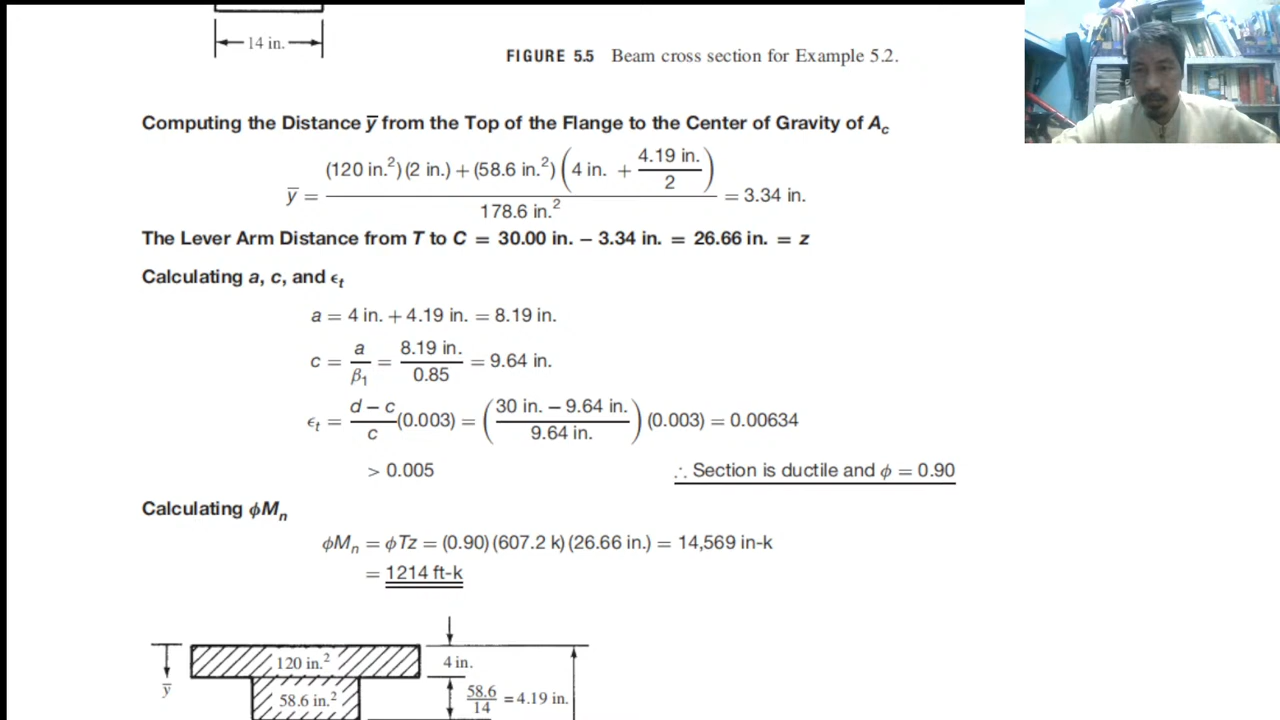 14 in.
FIGURE 5.5 Beam cross section for Example 5.2.
Computing the Distance ȳ from the Top of the Flange to the Center of Gravity of A_c
ȳ = ((120 in.²)(2 in.) + (58.6 in.²)(4 in. + 4.19 in./2)) / 178.6 in.² = 3.34 in.
The Lever Arm Distance from T to C = 30.00 in. − 3.34 in. = 26.66 in. = z
Calculating a, c, and ϵ_t
a = 4 in. + 4.19 in. = 8.19 in.
c = a/β₁ = 8.19 in./0.85 = 9.64 in.
ϵ_t = (d − c)/c (0.003) = ((30 in. − 9.64 in.)/9.64 in.) (0.003) = 0.00634
> 0.005 ∴ Section is ductile and ϕ = 0.90
Calculating ϕM_n
ϕM_n = ϕTz = (0.90)(607.2 k)(26.66 in.) = 14,569 in-k
= 1214 ft-k
ȳ
120 in.²
4 in.
58.6 in.²
58.6/14 = 4.19 in.